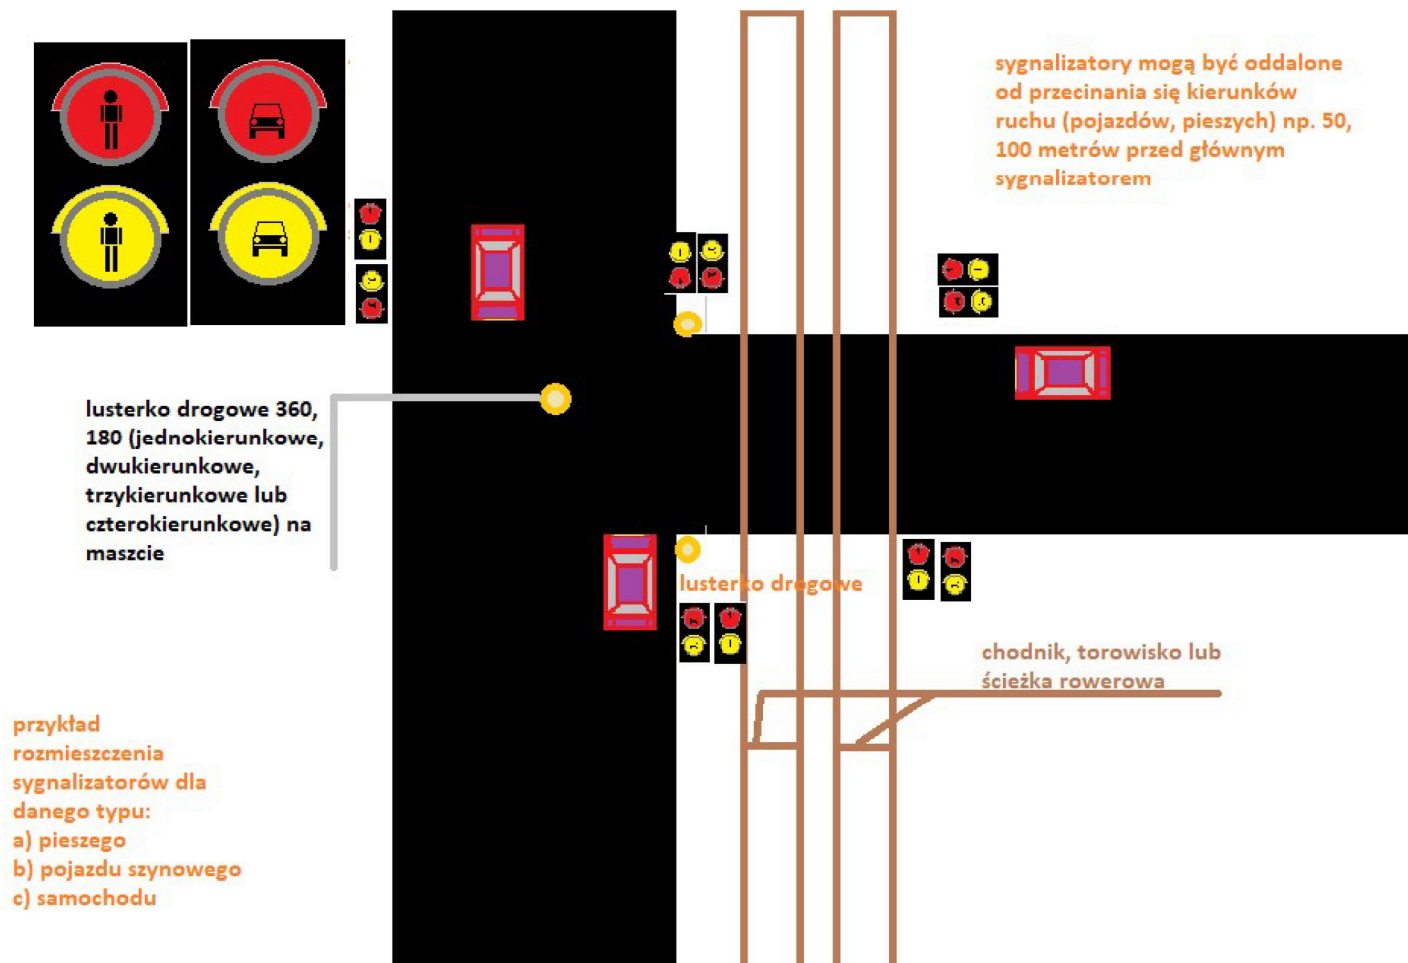 sygnalizatory mogą być oddalone
od przecinania się kierunków
ruchu (pojazdów, pieszych) np. 50,
100 metrów przed głównym
sygnalizatorem
lusterko drogowe 360,
180 (jednokierunkowe,
dwukierunkowe,
trzykierunkowe lub
czterokierunkowe) na
maszcie
lusterko drogowe
chodnik, torowisko lub
ścieżka rowerowa
przykład
rozmieszczenia
sygnalizatorów dla
danego typu:
a) pieszego
b) pojazdu szynowego
c) samochodu